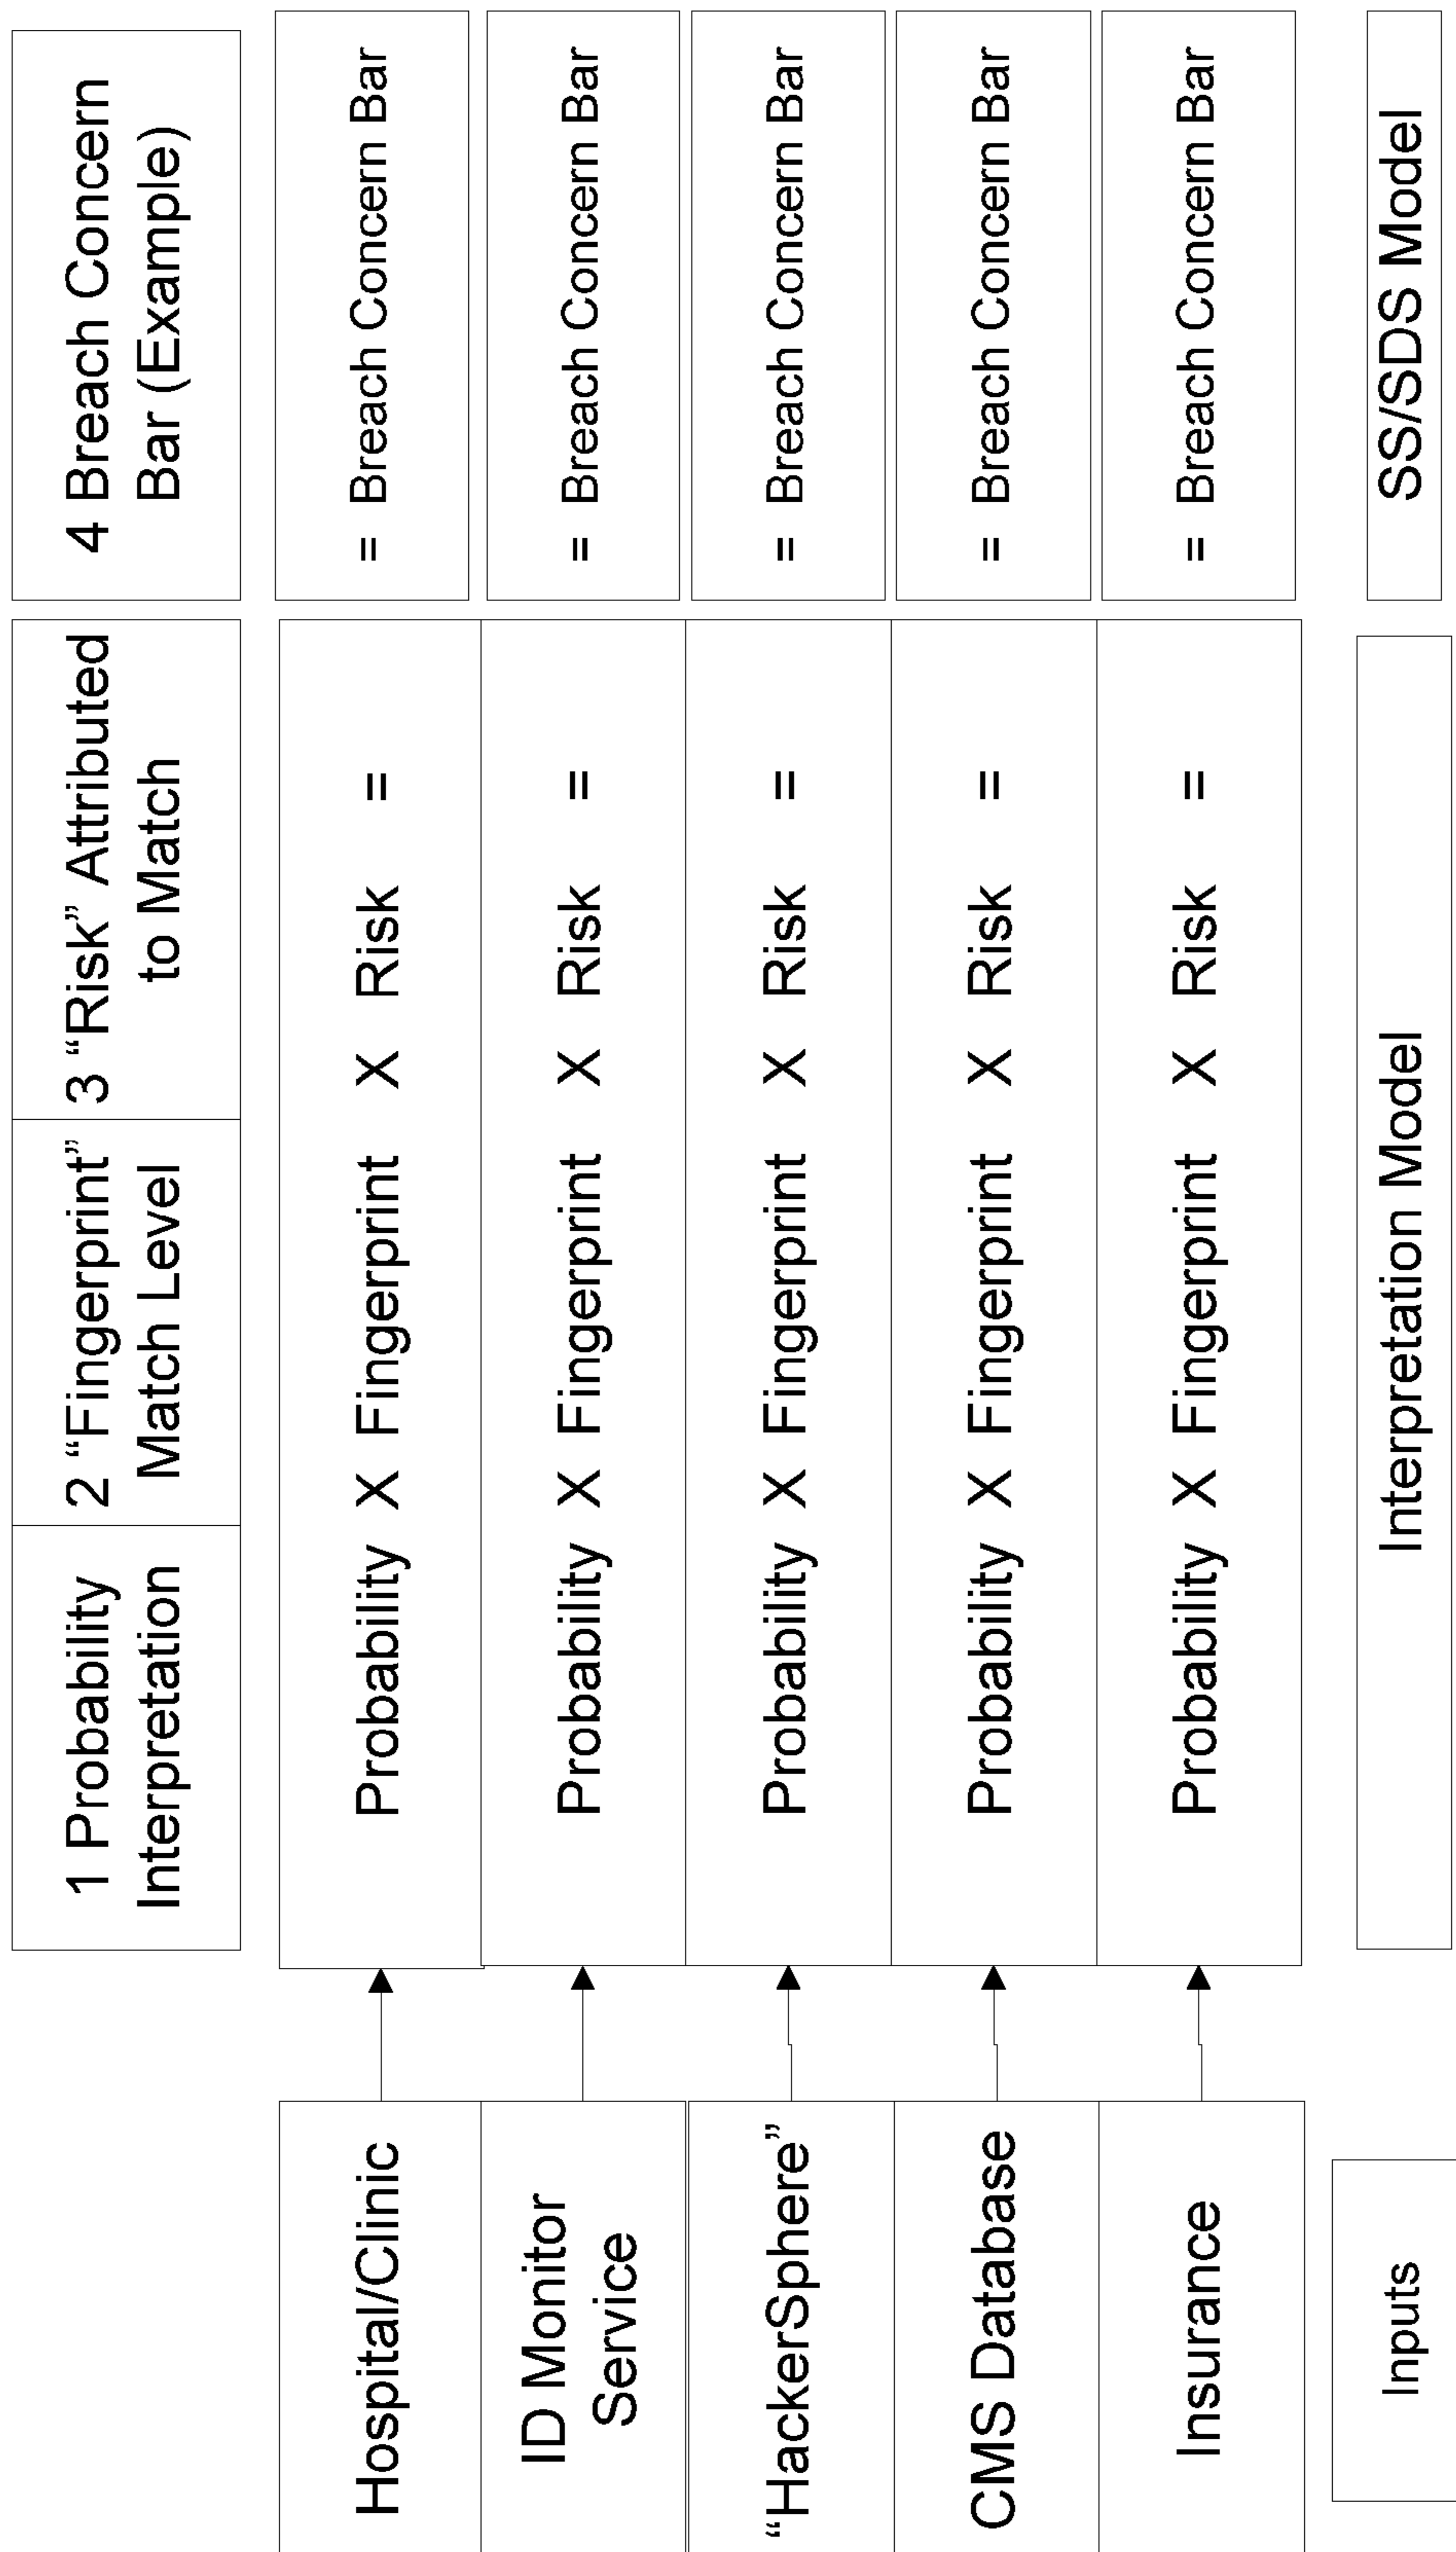 1 Probability
Interpretation
2 “Fingerprint”
Match Level
3 “Risk” Attributed
to Match
4 Breach Concern
Bar (Example)
Hospital/Clinic
Probability X Fingerprint X Risk =
= Breach Concern Bar
ID Monitor
Service
Probability X Fingerprint X Risk =
= Breach Concern Bar
“HackerSphere”
Probability X Fingerprint X Risk =
= Breach Concern Bar
CMS Database
Probability X Fingerprint X Risk =
= Breach Concern Bar
Insurance
Probability X Fingerprint X Risk =
= Breach Concern Bar
Inputs
Interpretation Model
SS/SDS Model